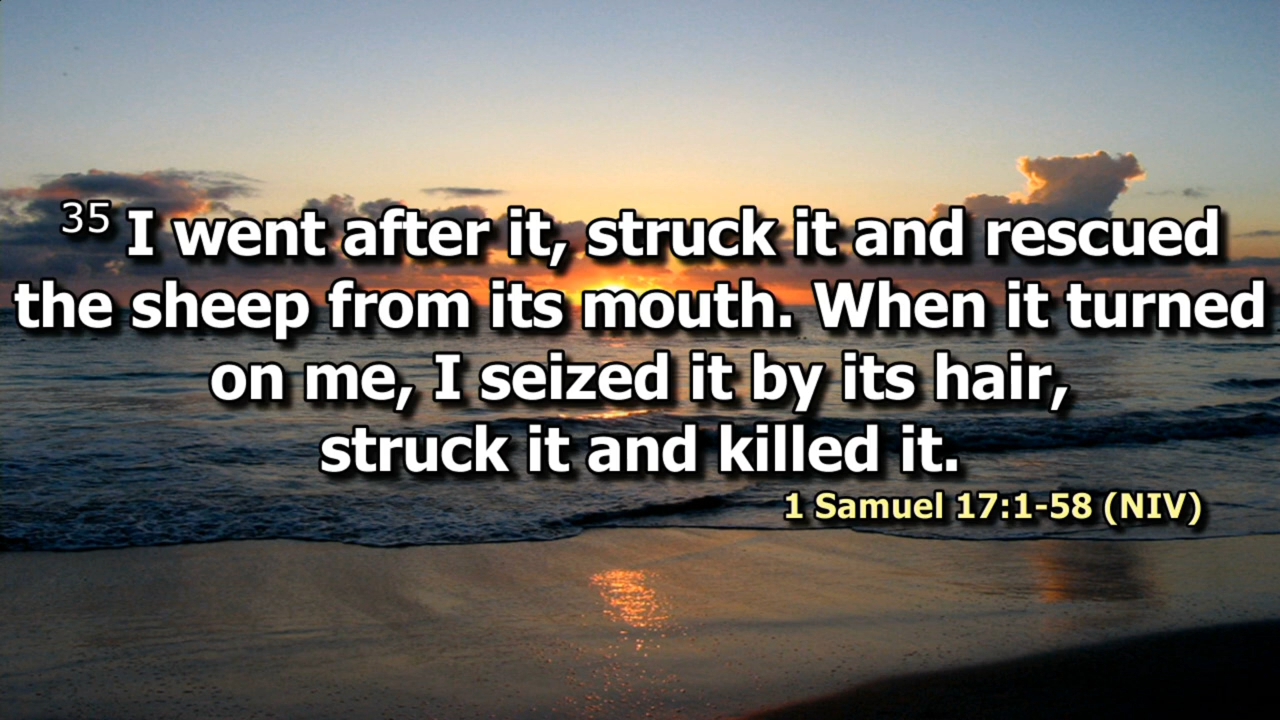 35 I went after it, struck it and rescued
the sheep from its mouth. When it turned
on me, I seized it by its hair,
struck it and killed it.
1 Samuel 17:1-58 (NIV)